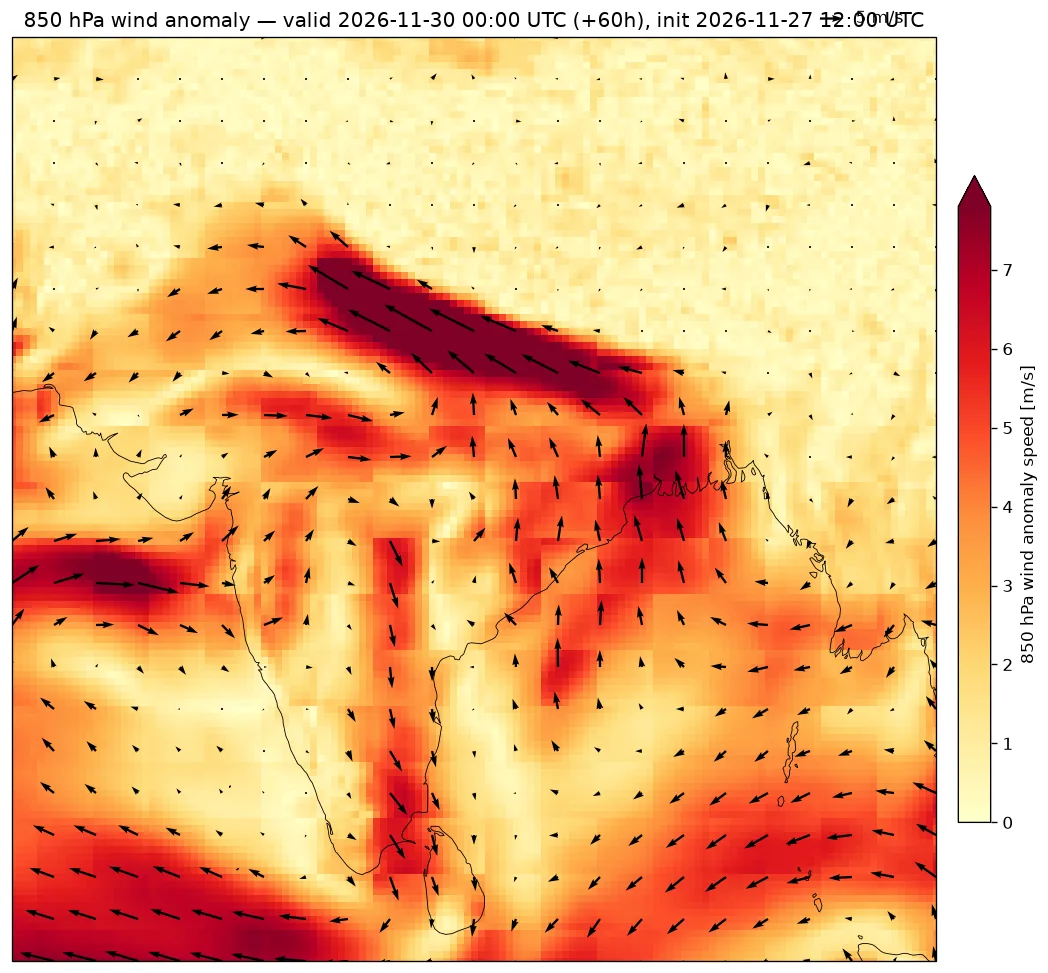 850 hPa wind anomaly — valid 2026-11-30 00:00 UTC (+60h), init 2026-11-27 12:00 UTC
5 m/s
7
6
5
4
3
2
1
0
850 hPa wind anomaly speed [m/s]